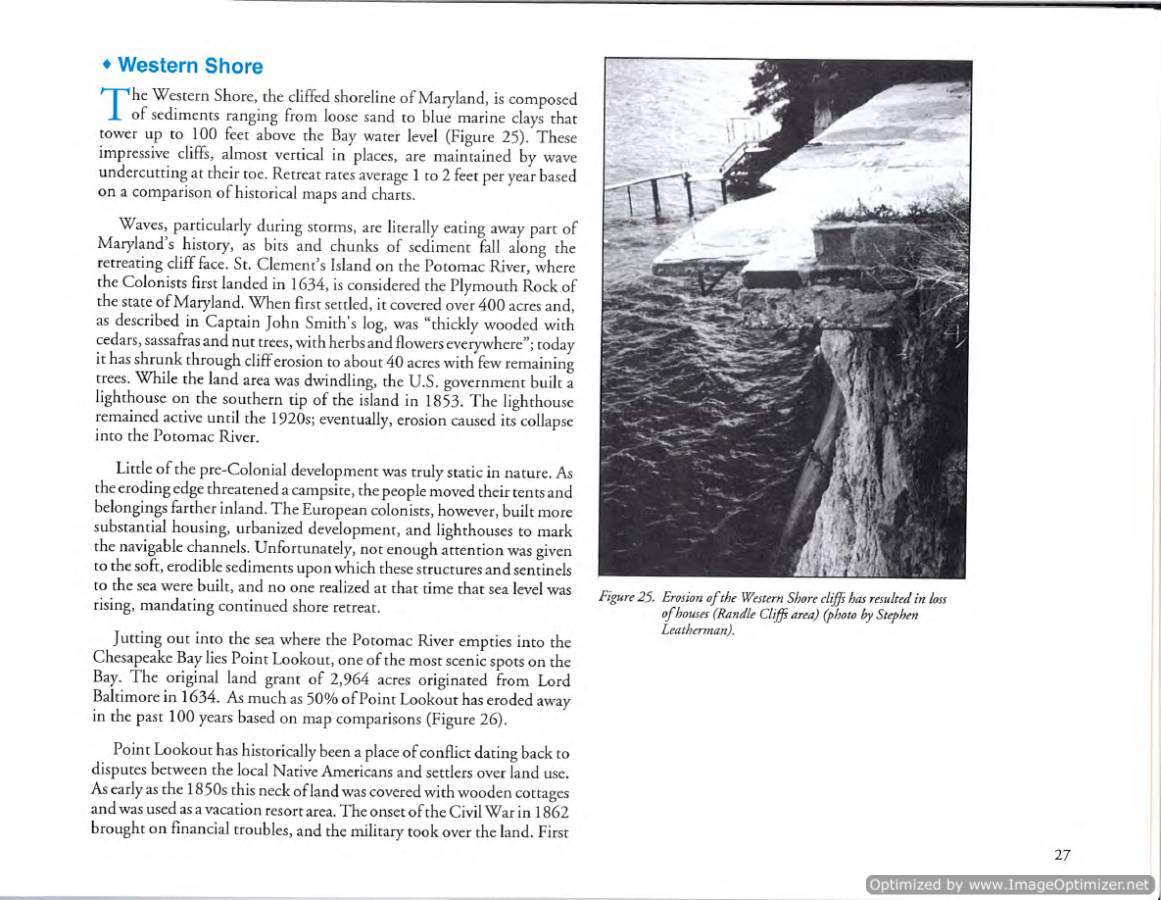 ♦ Western Shore
The Western Shore, the cliffed shoreline of Maryland, is composed
of sediments ranging from loose sand to blue marine clays that
tower up to 100 feet above the Bay water level (Figure 25). These
impressive cliffs, almost vertical in places, are maintained by wave
undercutting at their toe. Retreat rates average 1 to 2 feet per year based
on a comparison of historical maps and charts.
Waves, particularly during storms, are literally eating away part of
Maryland's history, as bits and chunks of sediment fall along the
retreating cliff face. St. Clement's Island on the Potomac River, where
the Colonists first landed in 1634, is considered the Plymouth Rock of
the state of Maryland. When first settled, it covered over 400 acres and,
as described in Captain John Smith's log, was "thickly wooded with
cedars, sassafras and nut trees, with herbs and flowers everywhere"; today
it has shrunk through cliff erosion to about 40 acres with few remaining
trees. While the land area was dwindling, the U.S. government built a
lighthouse on the southern tip of the island in 1853. The lighthouse
remained active until the 1920s; eventually, erosion caused its collapse
into the Potomac River.
Little of the pre-Colonial development was truly static in nature. As
the eroding edge threatened a campsite, the people moved their tents and
belongings farther inland. The European colonists, however, built more
substantial housing, urbanized development, and lighthouses to mark
the navigable channels. Unfortunately, not enough attention was given
to the soft, erodible sediments upon which these structures and sentinels
to the sea were built, and no one realized at that time that sea level was
rising, mandating continued shore retreat.
Jutting out into the sea where the Potomac River empties into the
Chesapeake Bay lies Point Lookout, one of the most scenic spots on the
Bay. The original land grant of 2,964 acres originated from Lord
Baltimore in 1634. As much as 50% of Point Lookout has eroded away
in the past 100 years based on map comparisons (Figure 26).
Point Lookout has historically been a place of conflict dating back to
disputes between the local Native Americans and settlers over land use.
As early as the 1850s this neck of land was covered with wooden cottages
and was used as a vacation resort area. The onset of the Civil War in 1862
brought on financial troubles, and the military took over the land. First
Figure 25. Erosion of the Western Shore cliffs has resulted in loss
of houses (Randle Cliffs area) (photo by Stephen
Leatherman).
27
Optimized by www.ImageOptimizer.net